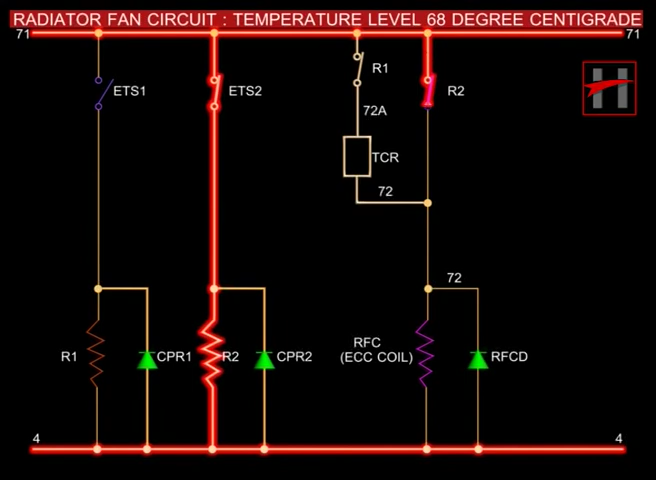 RADIATOR FAN CIRCUIT : TEMPERATURE LEVEL 68 DEGREE CENTIGRADE
71
71
R1
ETS1
ETS2
R2
72A
TCR
72
72
RFC
(ECC COIL)
R1
CPR1
R2
CPR2
RFCD
4
4